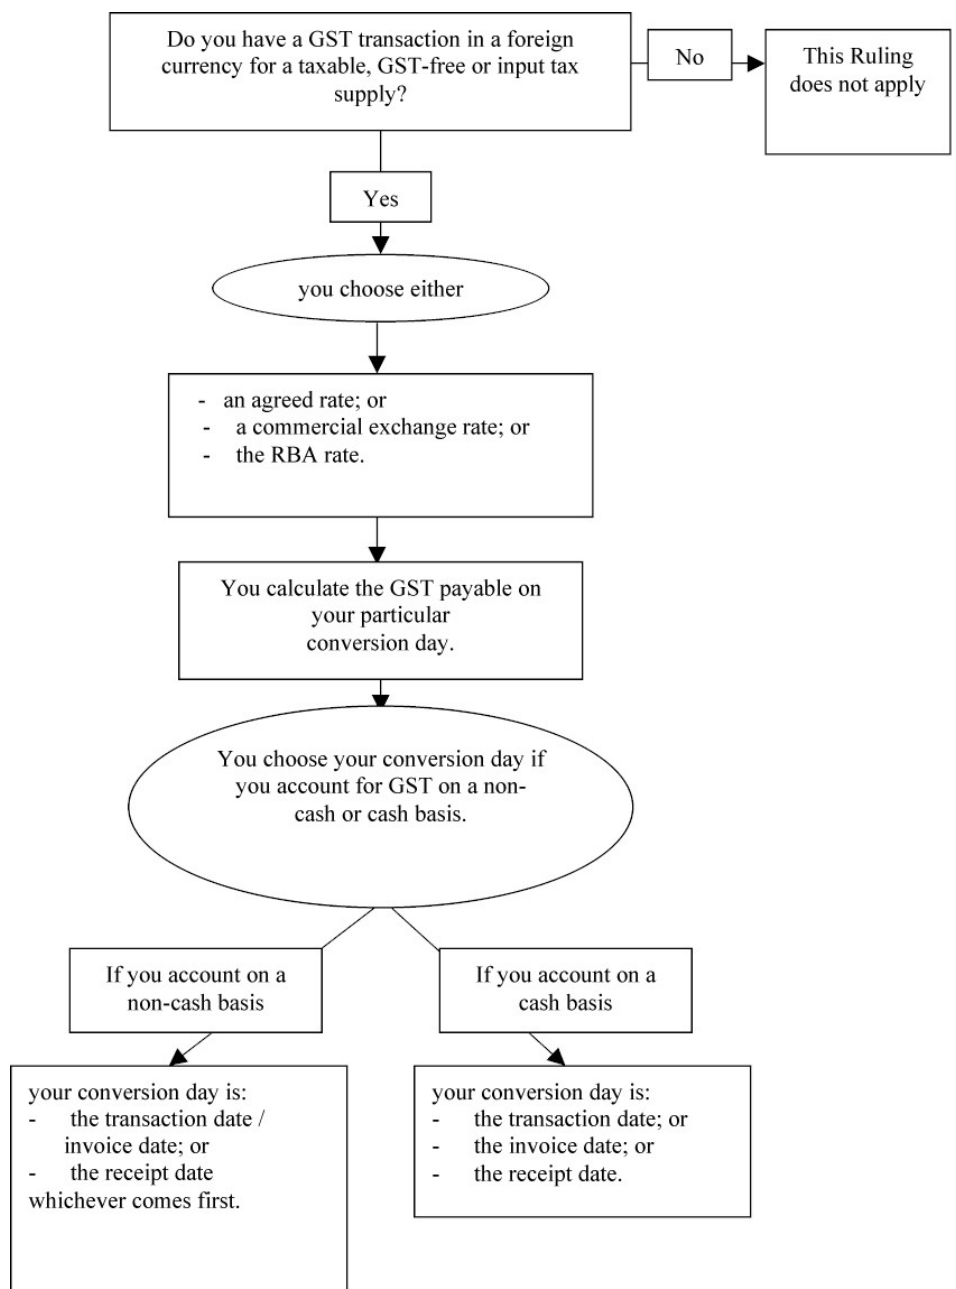 Do you have a GST transaction in a foreign
currency for a taxable, GST-free or input tax
supply?
No
This Ruling
does not apply
Yes
you choose either
- an agreed rate; or
- a commercial exchange rate; or
- the RBA rate.
You calculate the GST payable on
your particular
conversion day.
You choose your conversion day if
you account for GST on a non-
cash or cash basis.
If you account on a
non-cash basis
If you account on a
cash basis
your conversion day is:
- the transaction date /
invoice date; or
- the receipt date
whichever comes first.
your conversion day is:
- the transaction date; or
- the invoice date; or
- the receipt date.